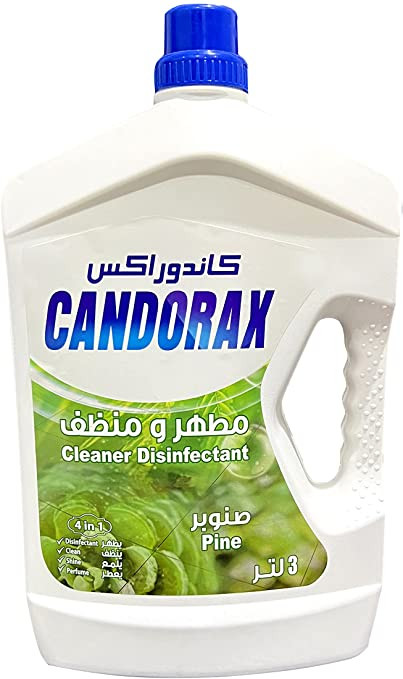 كاندوراكس
CANDORAX
مطهر و منظف
Cleaner Disinfectant
صنوبر
Pine
4 in 1
✓ Disinfectant يطهر
✓ Clean ينظف
✓ Shine يلمع
✓ Perfume يعطر
3 لتر